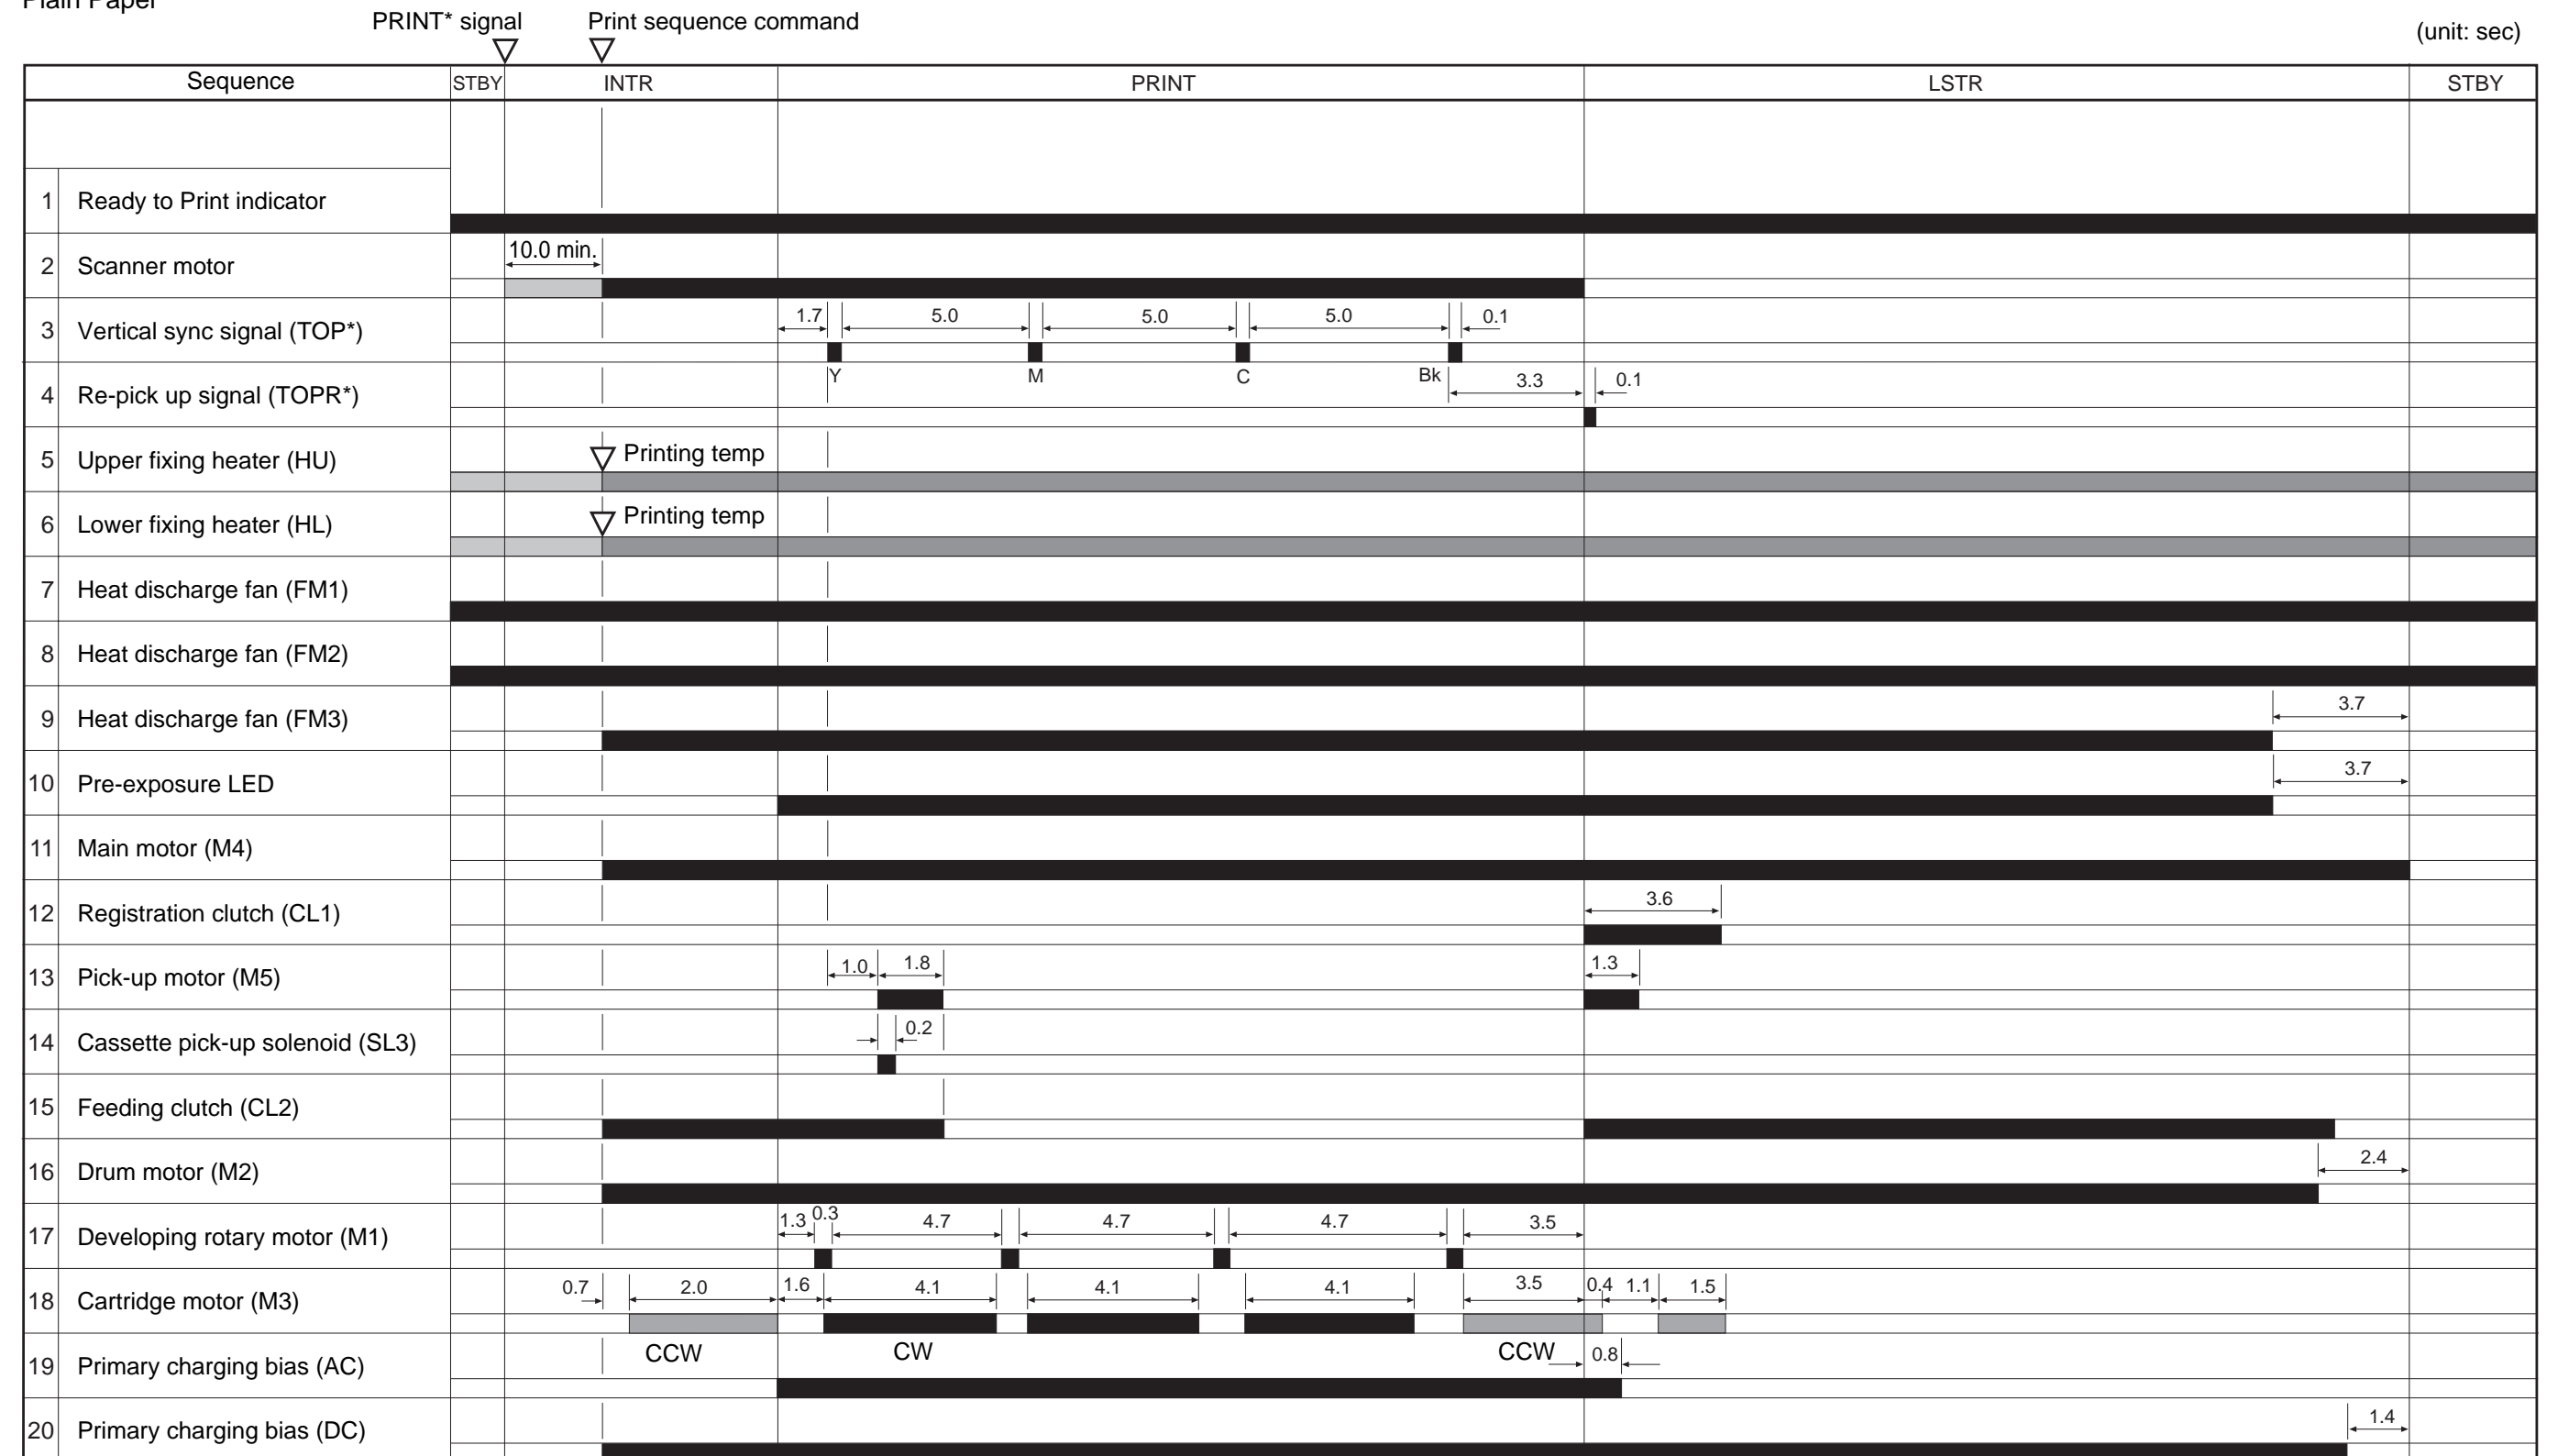 Plain Paper
PRINT* signal Print sequence command (unit: sec)
Sequence STBY INTR PRINT LSTR STBY
1 Ready to Print indicator
2 Scanner motor 10.0 min.
3 Vertical sync signal (TOP*) 1.7 5.0 5.0 5.0 0.1
Y M C Bk
4 Re-pick up signal (TOPR*) 3.3 0.1
5 Upper fixing heater (HU) Printing temp
6 Lower fixing heater (HL) Printing temp
7 Heat discharge fan (FM1)
8 Heat discharge fan (FM2)
9 Heat discharge fan (FM3) 3.7
10 Pre-exposure LED 3.7
11 Main motor (M4)
12 Registration clutch (CL1) 3.6
13 Pick-up motor (M5) 1.0 1.8 1.3
14 Cassette pick-up solenoid (SL3) 0.2
15 Feeding clutch (CL2)
16 Drum motor (M2) 2.4
17 Developing rotary motor (M1) 1.3 0.3 4.7 4.7 4.7 3.5
18 Cartridge motor (M3) 0.7 2.0 1.6 4.1 4.1 4.1 3.5 0.4 1.1 1.5
CCW CW CCW
19 Primary charging bias (AC) 0.8
20 Primary charging bias (DC) 1.4